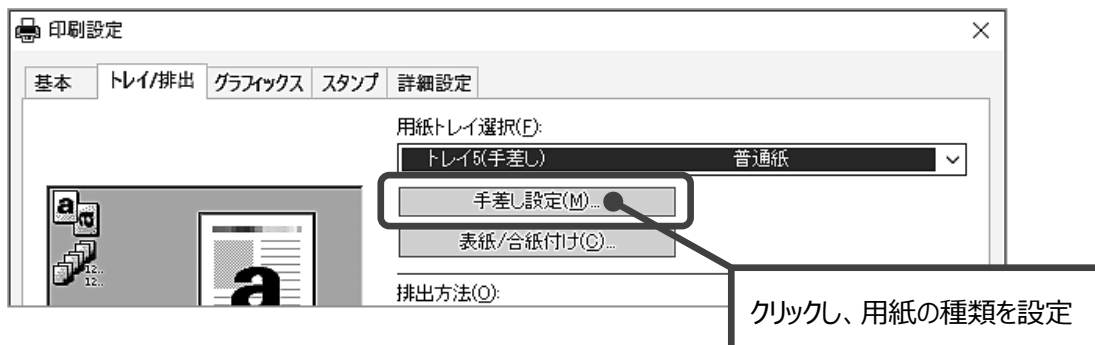 印刷設定
基本 トレイ/排出 グラフィックス スタンプ 詳細設定
用紙トレイ選択(F):
トレイ5(手差し) 普通紙
手差し設定(M)...
表紙/合紙付け(C)...
排出方法(O):
a a
12..
12..
a
クリックし、用紙の種類を設定